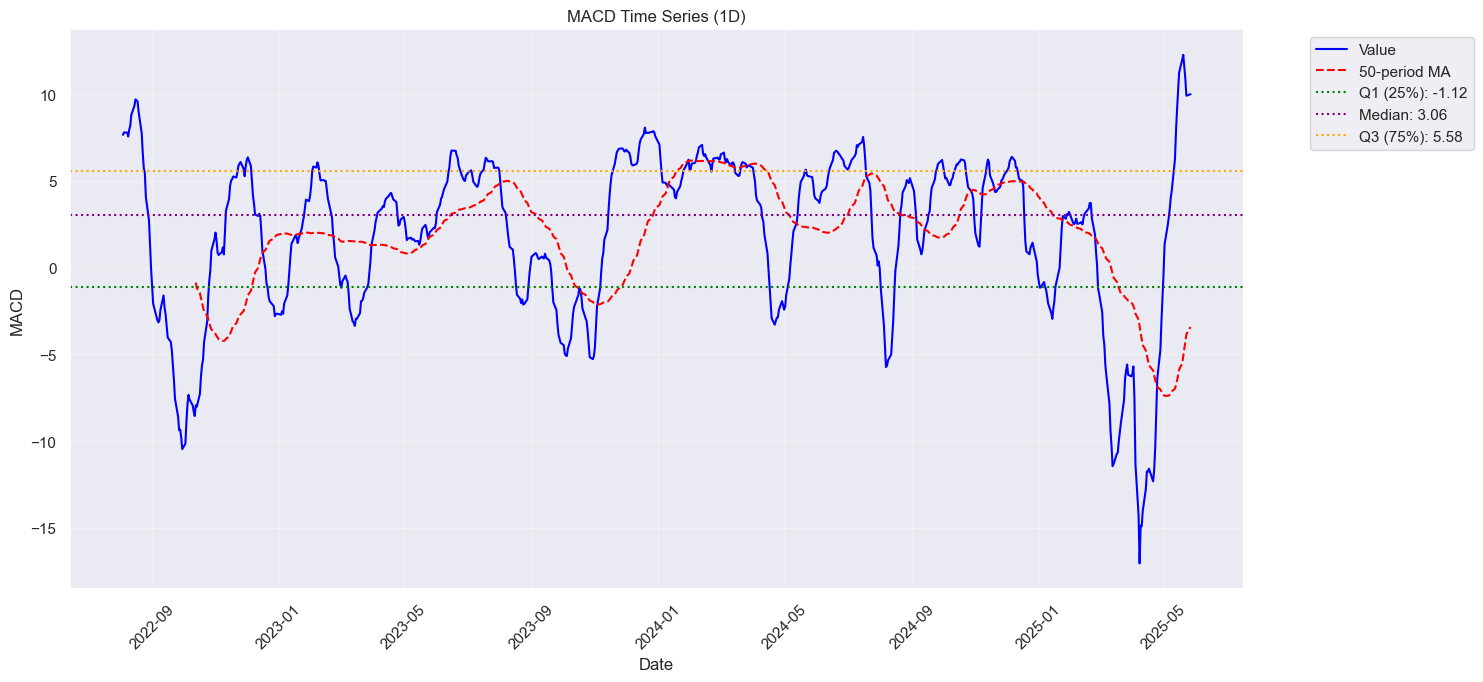 MACD Time Series (1D)
Value
50-period MA
Q1 (25%): -1.12
Median: 3.06
Q3 (75%): 5.58
MACD
10
5
0
−5
−10
−15
2022-09
2023-01
2023-05
2023-09
2024-01
2024-05
2024-09
2025-01
2025-05
Date